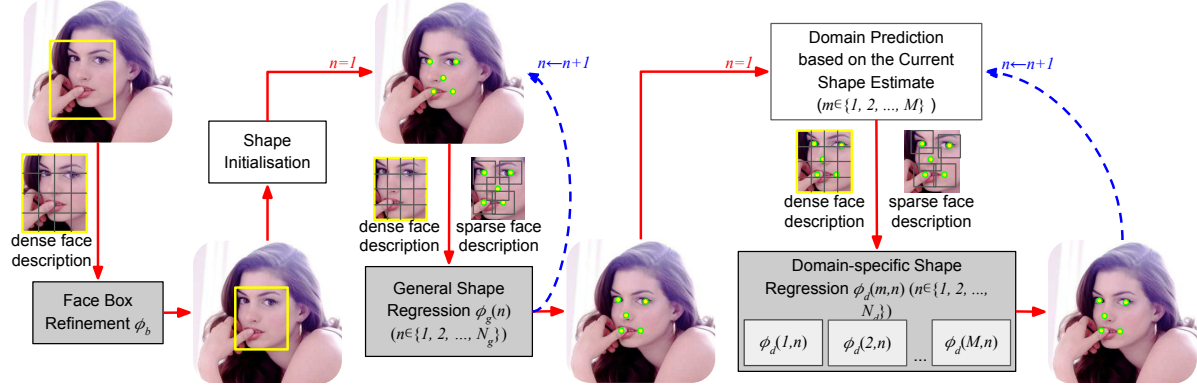 dense face
description
Face Box
Refinement ϕb
Shape
Initialisation
n=1
n←n+1
dense face
description
sparse face
description
General Shape
Regression ϕg(n)
(n∈{1, 2, ..., Ng})
n=1
Domain Prediction
based on the Current
Shape Estimate
(m∈{1, 2, ..., M} )
n←n+1
dense face
description
sparse face
description
Domain-specific Shape
Regression ϕd(m,n) (n∈{1, 2, ...,
Nd})
ϕd(1,n)
ϕd(2,n)
...
ϕd(M,n)